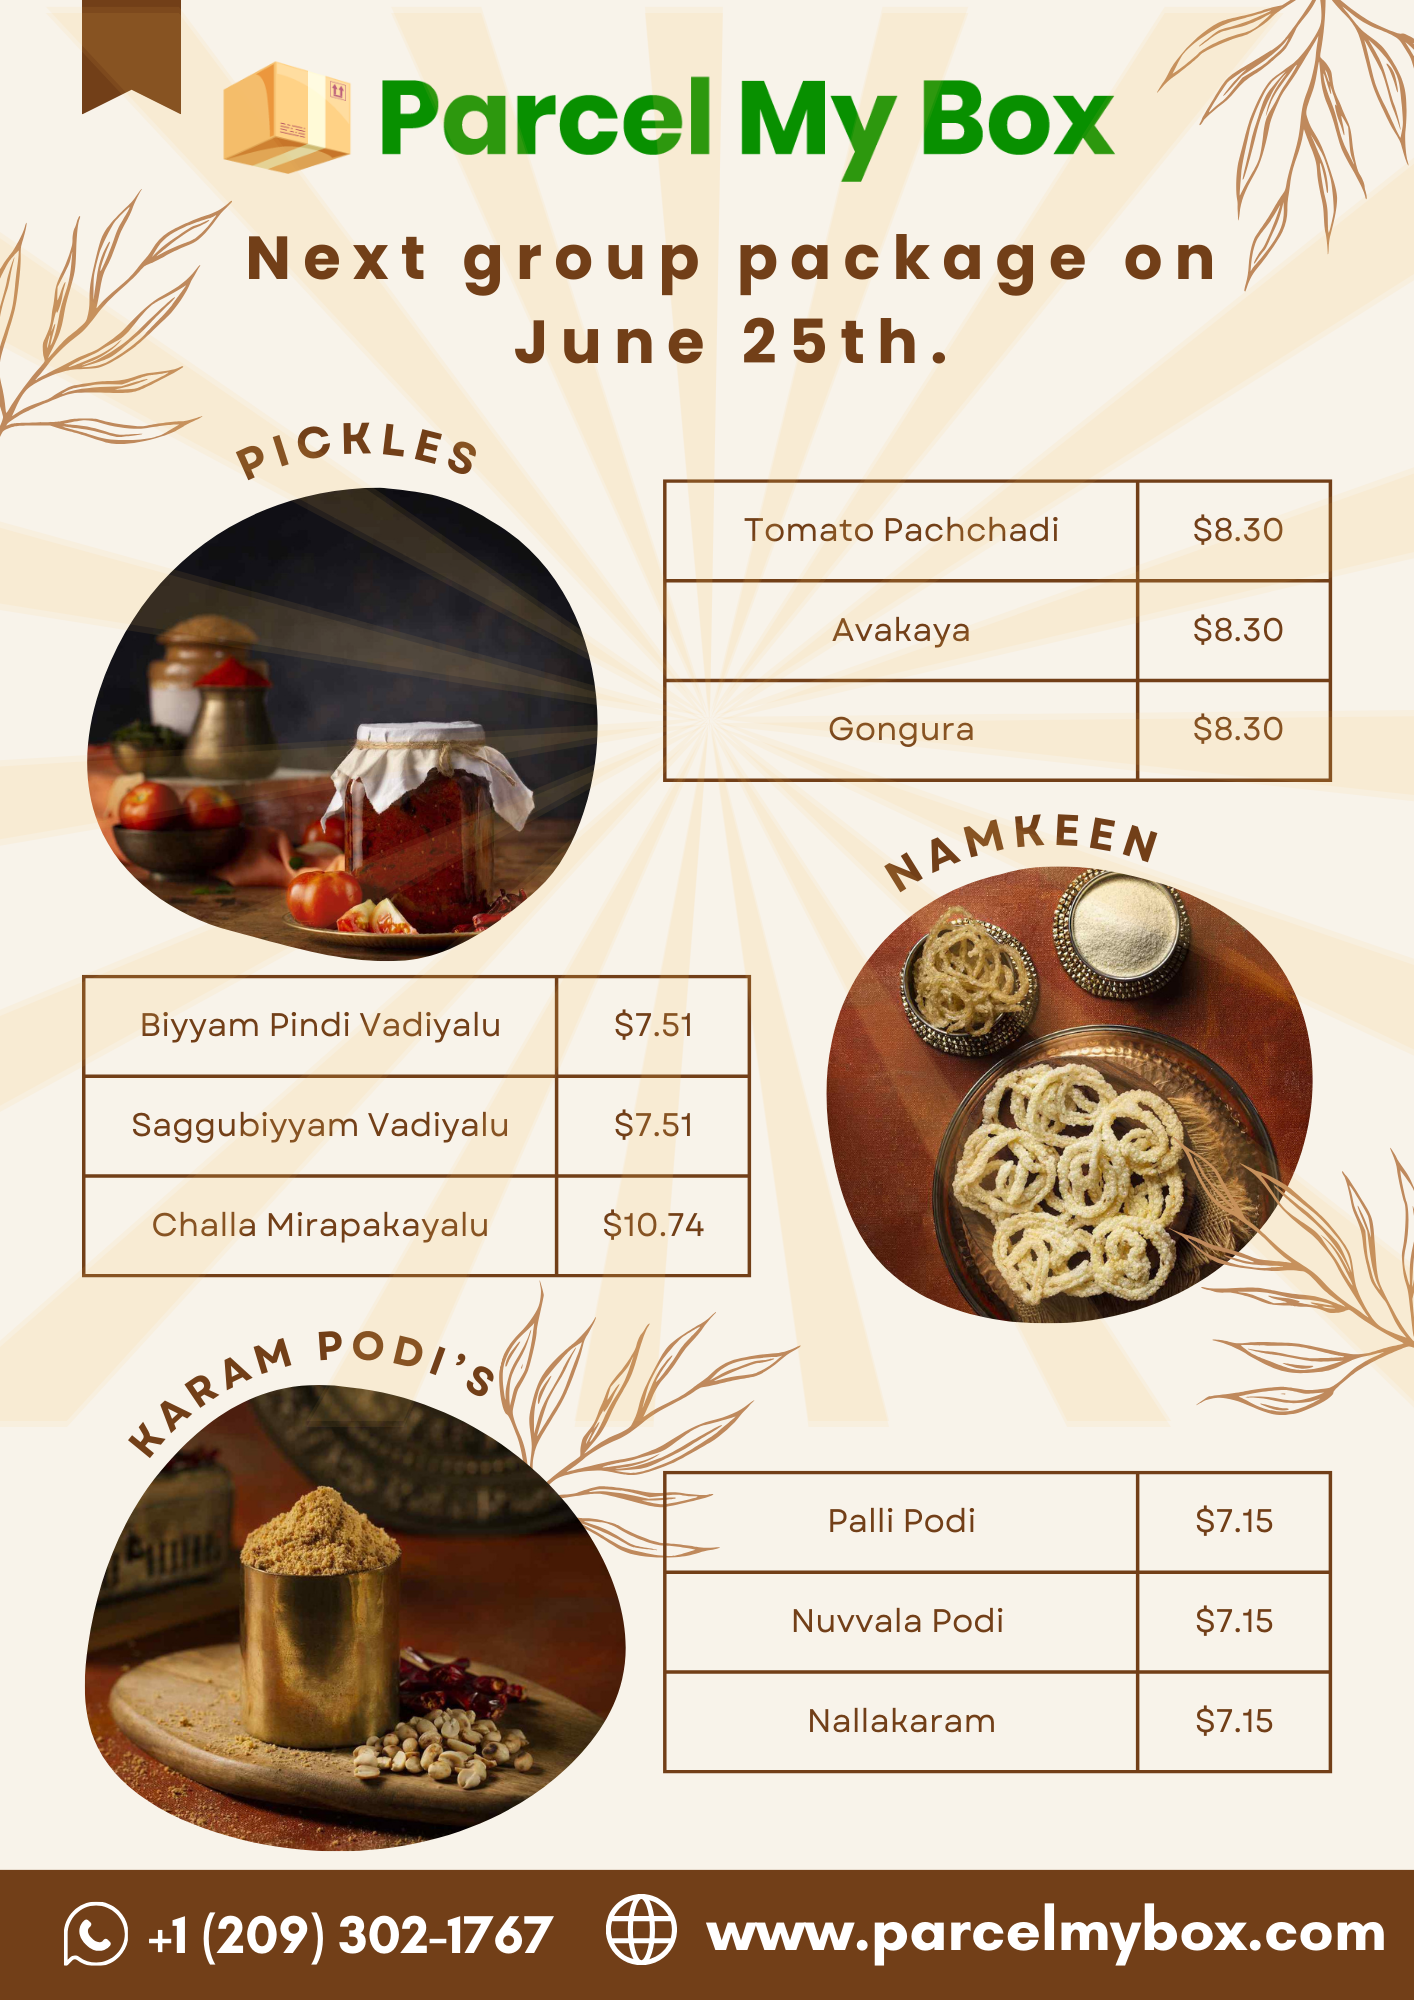 Parcel My Box
Next group package on
June 25th.
PICKLES
Tomato Pachchadi $8.30
Avakaya $8.30
Gongura $8.30
NAMKEEN
Biyyam Pindi Vadiyalu $7.51
Saggubiyyam Vadiyalu $7.51
Challa Mirapakayalu $10.74
KARAM PODI'S
Palli Podi $7.15
Nuvvala Podi $7.15
Nallakaram $7.15
+1 (209) 302-1767 www.parcelmybox.com